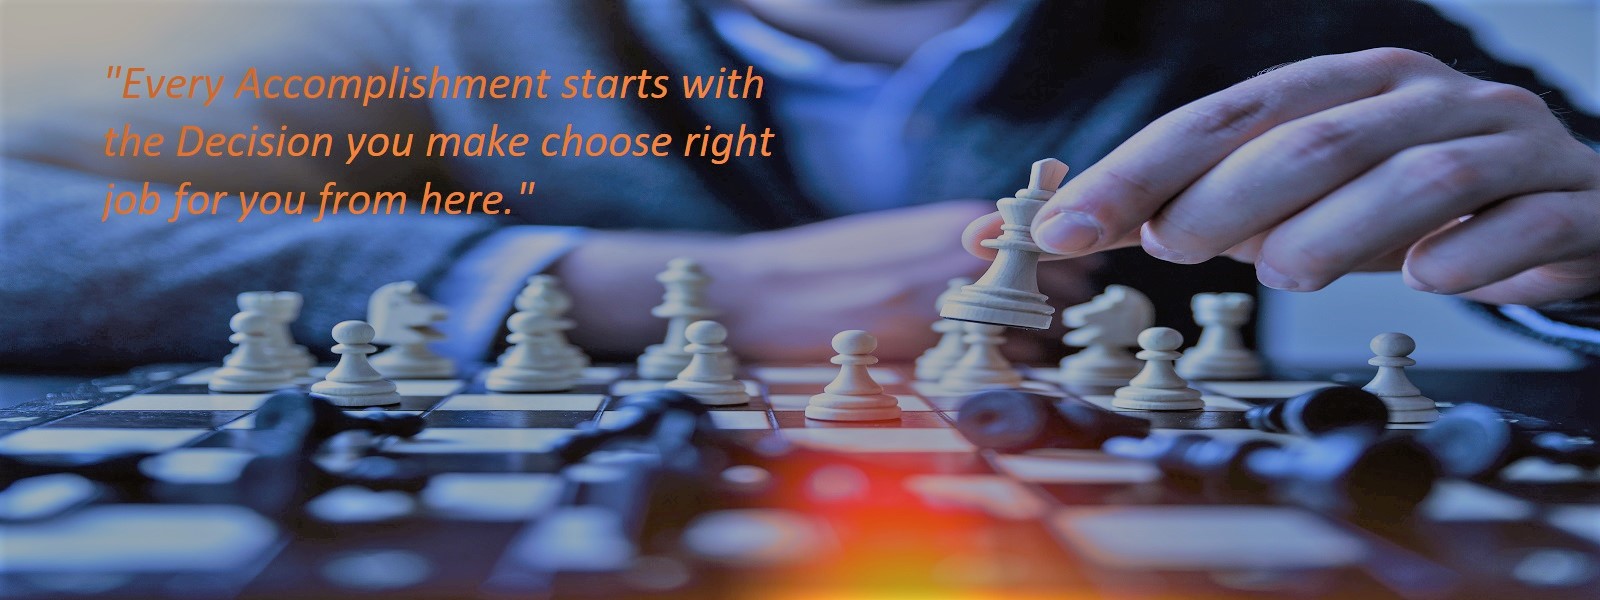 "Every Accomplishment starts with
the Decision you make choose right
job for you from here."